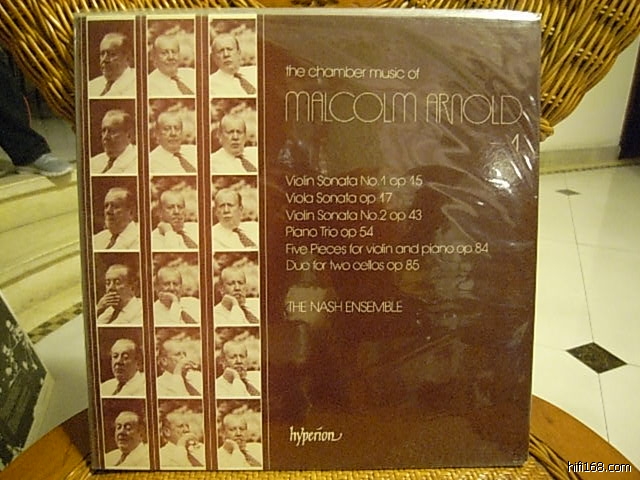 the chamber music of
MALCOLM ARNOLD
1
Violin Sonata No.1 op 15
Viola Sonata op 17
Violin Sonata No.2 op 43
Piano Trio op 54
Five Pieces for violin and piano op.84
Duo for two cellos op 85
THE NASH ENSEMBLE
hyperion
hifi168.com